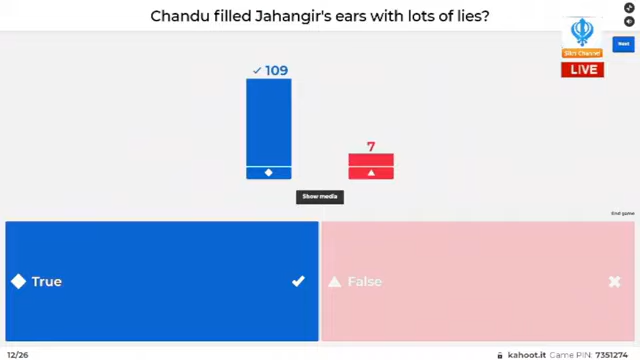 Chandu filled Jahangir's ears with lots of lies?
Sikh Channel
LIVE
Next
109
7
Show media
End game
True
False
12/26
kahoot.it Game PIN: 7351274